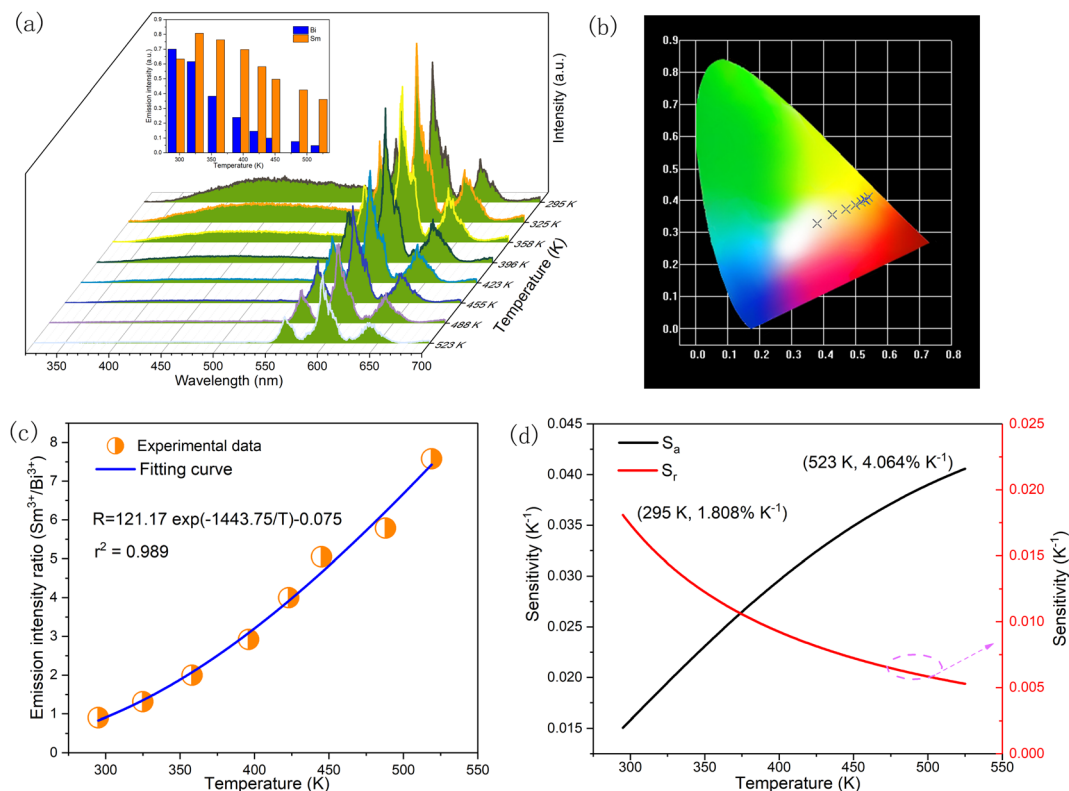 (a)
Emission intensity (a.u.)
0.9
0.8
0.7
0.6
0.5
0.4
0.3
0.2
0.1
0.0
Bi
Sm
300 350 400 450 500
Temperature (K)
Intensity (a.u.)
295 K
325 K
358 K
396 K
423 K
455 K
488 K
523 K
Temperature (K)
350 400 450 500 550 600 650 700
Wavelength (nm)
(b)
0.9
0.8
0.7
0.6
0.5
0.4
0.3
0.2
0.1
0.0
0.0 0.1 0.2 0.3 0.4 0.5 0.6 0.7 0.8
(c)
Emission intensity ratio (Sm³⁺/Bi³⁺)
8
7
6
5
4
3
2
1
0
Experimental data
Fitting curve
R=121.17 exp(-1443.75/T)-0.075
r² = 0.989
300 350 400 450 500 550
Temperature (K)
(d)
Sensitivity (K⁻¹)
0.045
0.040
0.035
0.030
0.025
0.020
0.015
Sₐ
Sᵣ
(523 K, 4.064% K⁻¹)
(295 K, 1.808% K⁻¹)
300 350 400 450 500 550
Temperature (K)
0.025
0.020
0.015
0.010
0.005
0.000
Sensitivity (K⁻¹)